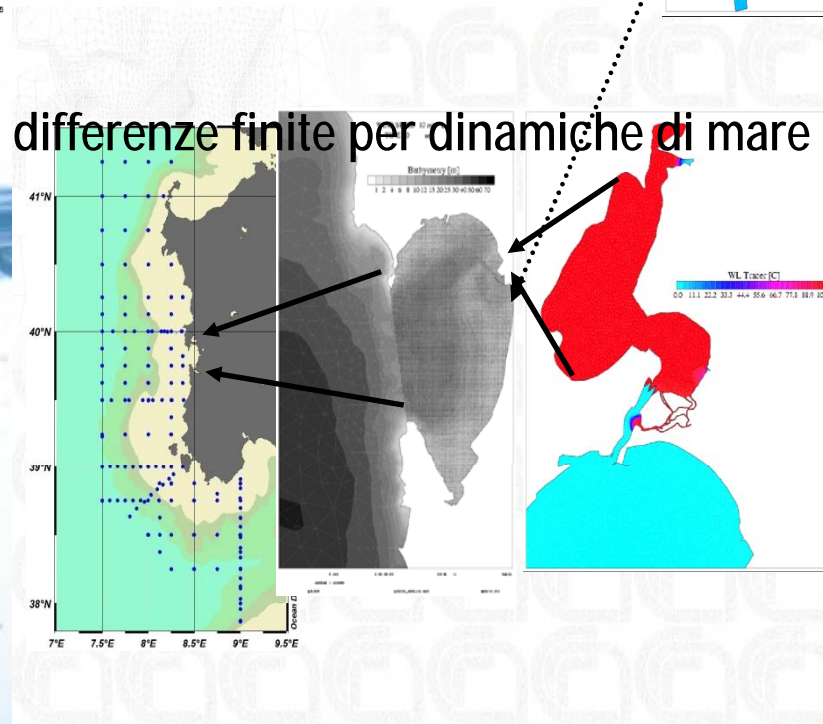 differenze finite per dinamiche di mare
Bathymetry [m]
1 2 4 6 8 10 12 15 20 25 30 40 50 60 70
WL Tracer [C]
0.0 11.1 22.2 33.3 44.4 55.6 66.7 77.8 88.9
41°N
40°N
39°N
38°N
7°E 7.5°E 8°E 8.5°E 9°E 9.5°E
Ocean D